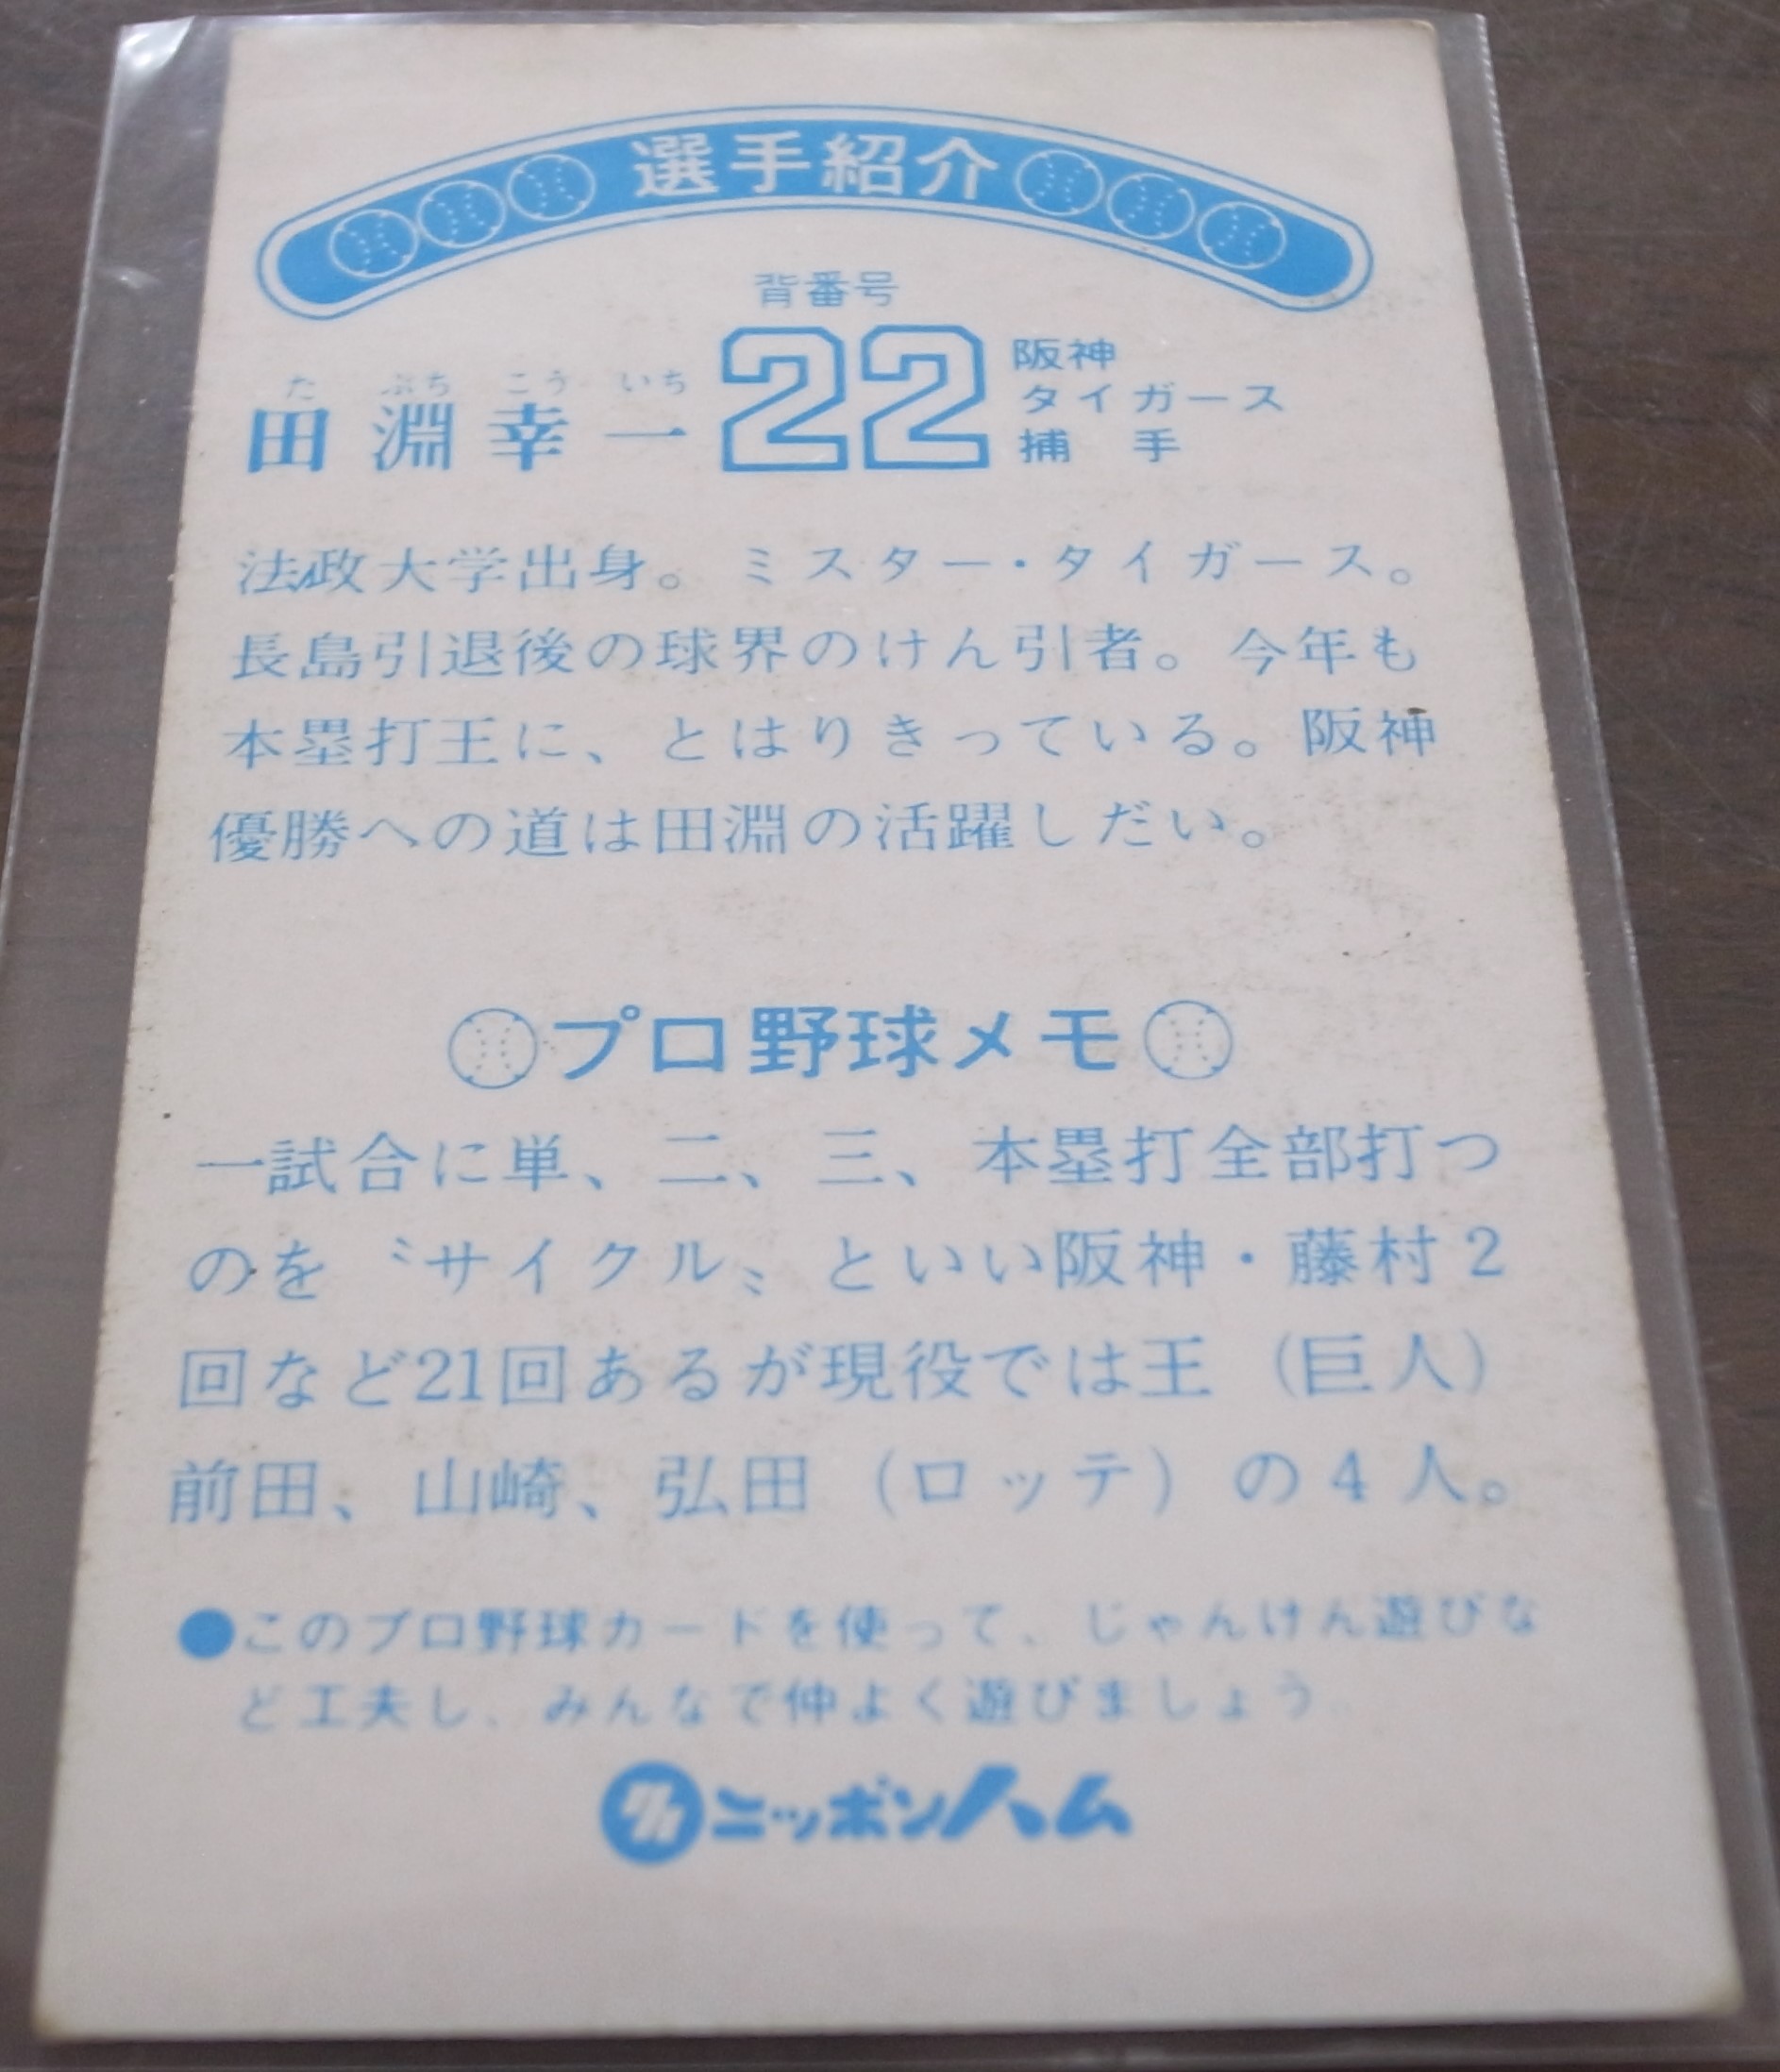 選手紹介
背番号
た ぶち こう いち
田淵幸一
22
阪神
タイガース
捕手
法政大学出身。ミスター・タイガース。
長島引退後の球界のけん引者。今年も
本塁打王に、とはりきっている。阪神
優勝への道は田淵の活躍しだい。
プロ野球メモ
一試合に単、二、三、本塁打全部打つ
のを〝サイクル〟といい阪神・藤村2
回など21回あるが現役では王(巨人)
前田、山崎、弘田(ロッテ)の4人。
●このプロ野球カードを使って、じゃんけん遊びな
ど工夫し、みんなで仲よく遊びましょう。
ニッポンハム